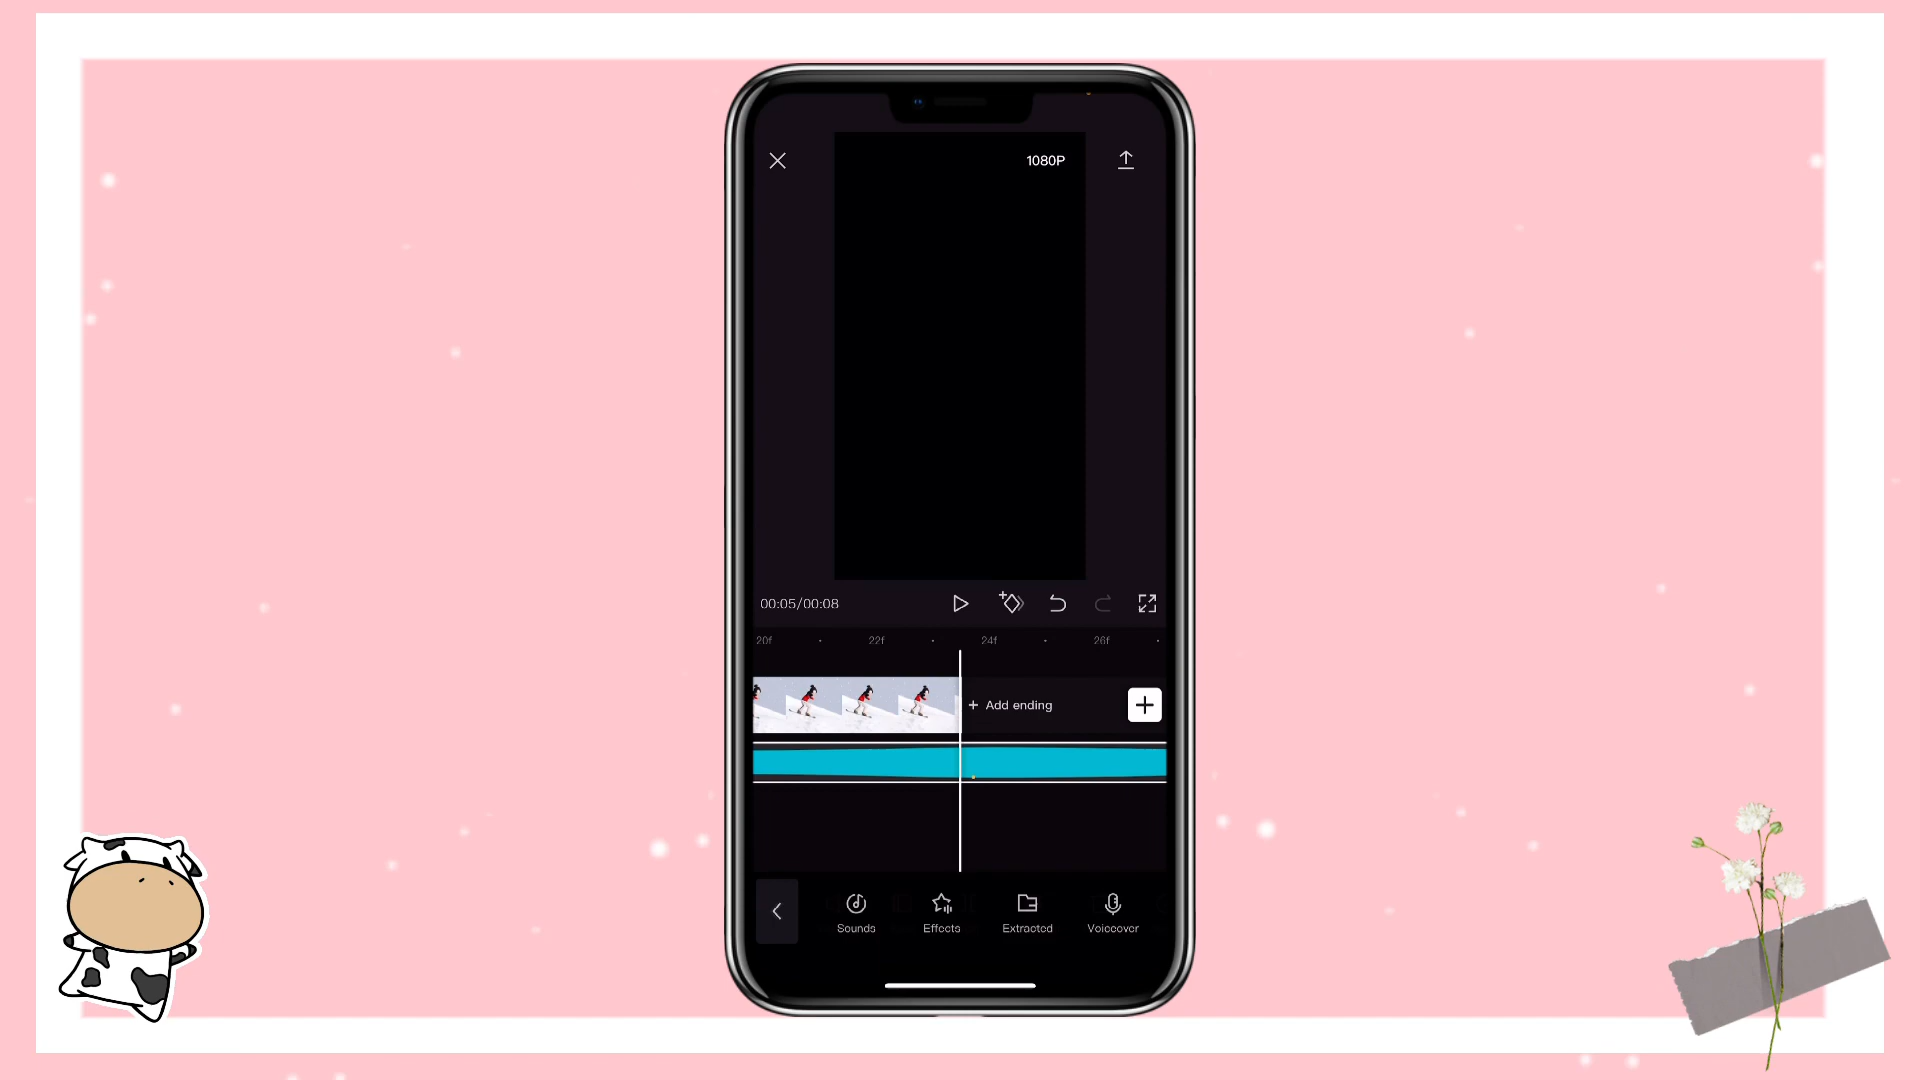 1080P
00:05/00:08
20f 22f 24f 26f
+ Add ending
Sounds Effects Extracted Voiceover